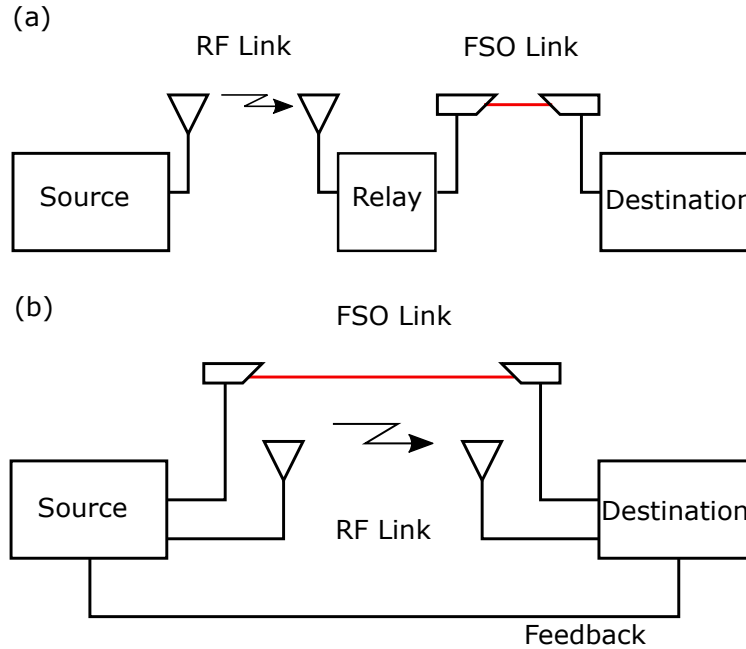 (a)
RF Link
FSO Link
Source
Relay
Destination
(b)
FSO Link
Source
RF Link
Destination
Feedback